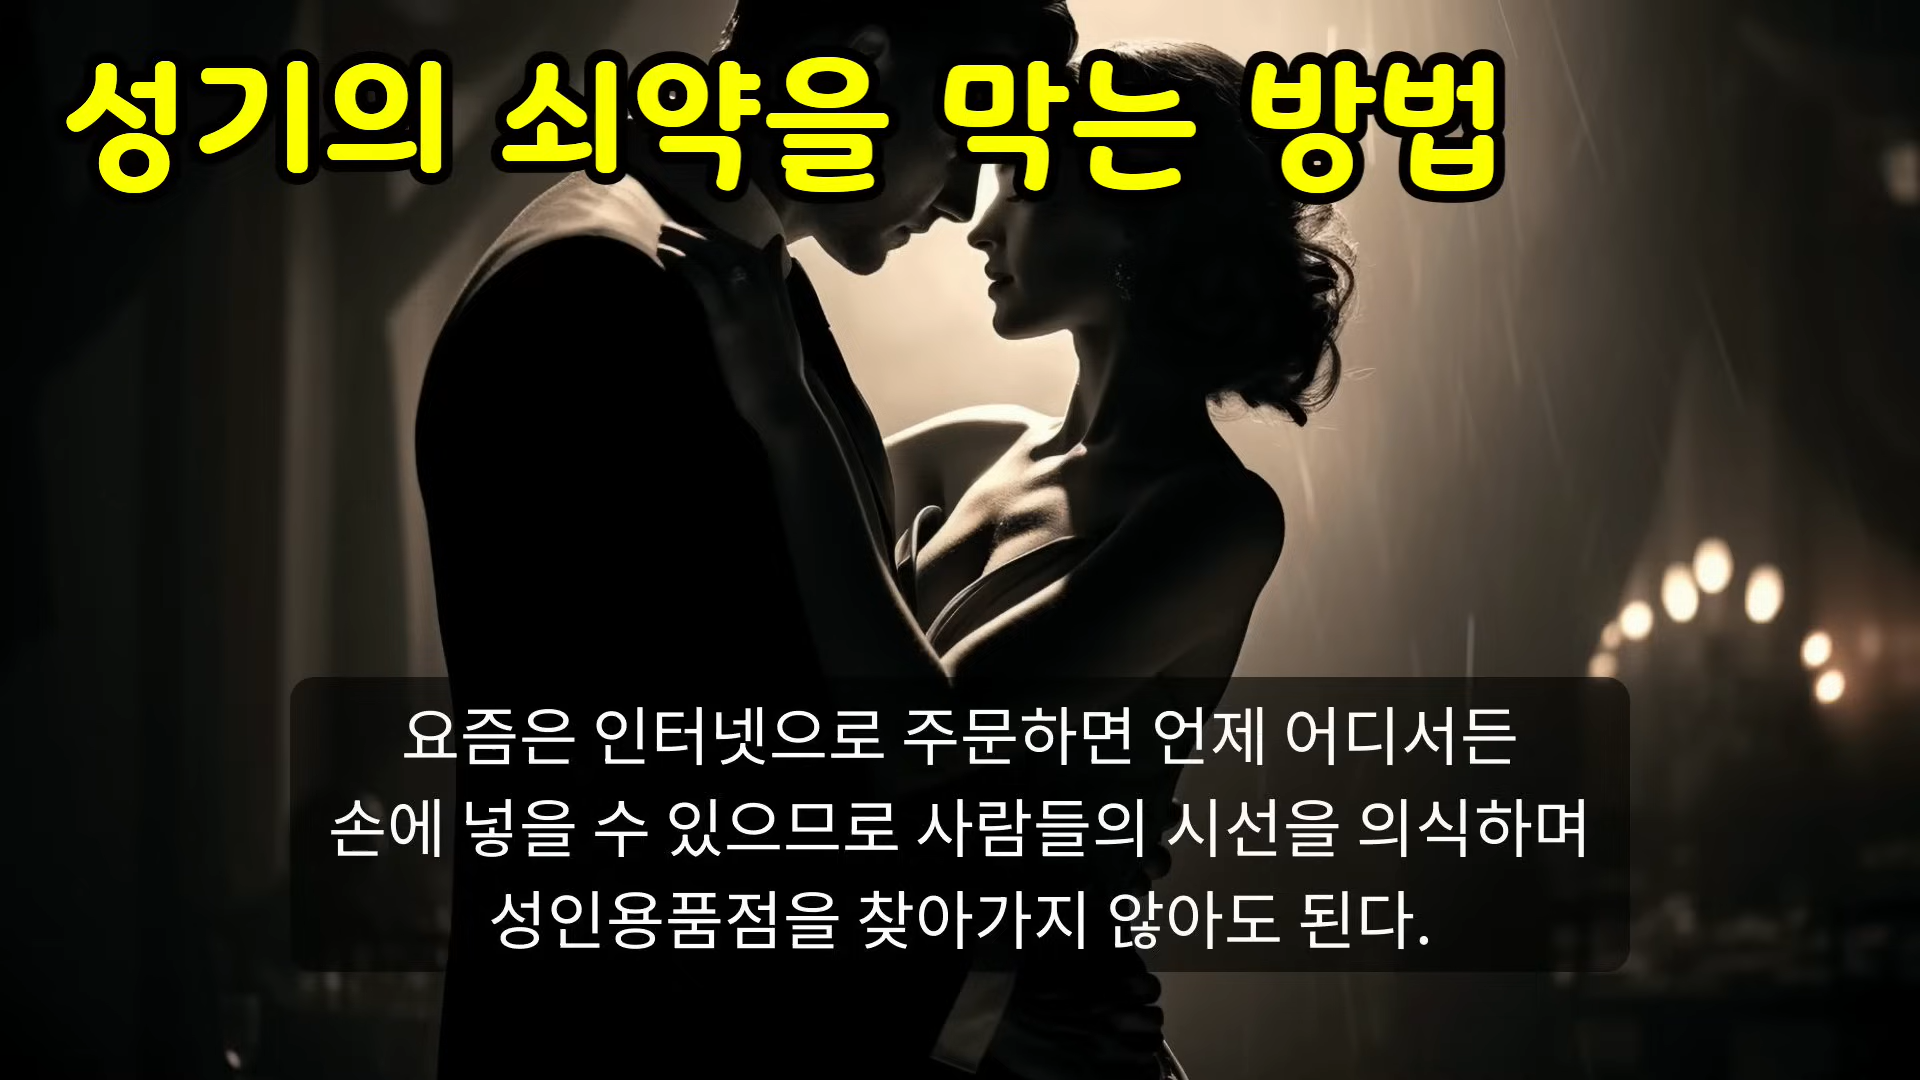 성기의 쇠약을 막는 방법
요즘은 인터넷으로 주문하면 언제 어디서든
손에 넣을 수 있으므로 사람들의 시선을 의식하며
성인용품점을 찾아가지 않아도 된다.